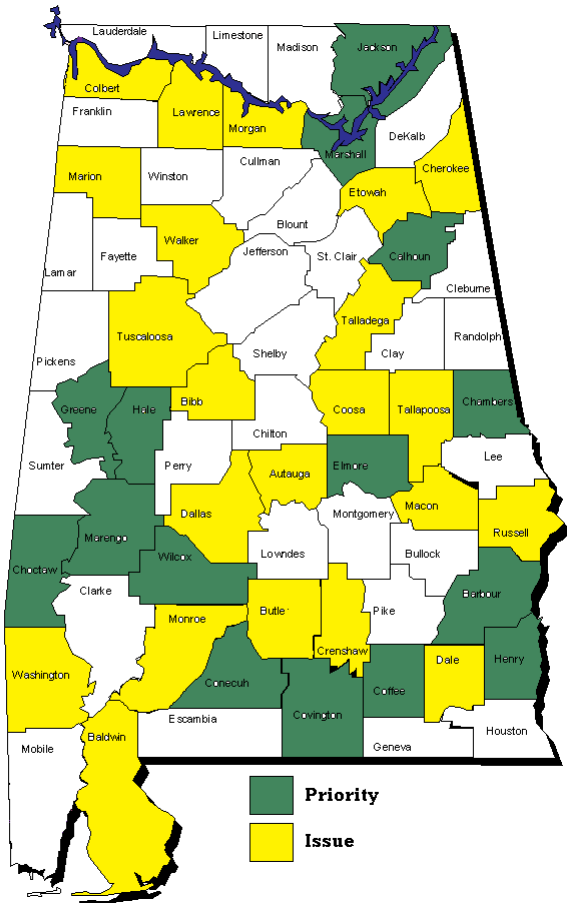 Lauderdale
Limestone
Madison
Jackson
Colbert
Franklin
Lawrence
Morgan
DeKalb
Marshall
Cherokee
Marion
Winston
Cullman
Etowah
Blount
Walker
Jefferson
St. Clair
Calhoun
Fayette
Lamar
Cleburne
Talladega
Tuscaloosa
Randolph
Shelby
Clay
Pickens
Greene
Hale
Bibb
Coosa
Tallapoosa
Chambers
Chilton
Sumter
Perry
Elmore
Lee
Autauga
Dallas
Montgomery
Macon
Russell
Marengo
Choctaw
Wilcox
Lowndes
Bullock
Clarke
Barbour
Monroe
Butler
Pike
Crenshaw
Washington
Conecuh
Coffee
Dale
Henry
Covington
Escambia
Houston
Baldwin
Mobile
Geneva
Priority
Issue